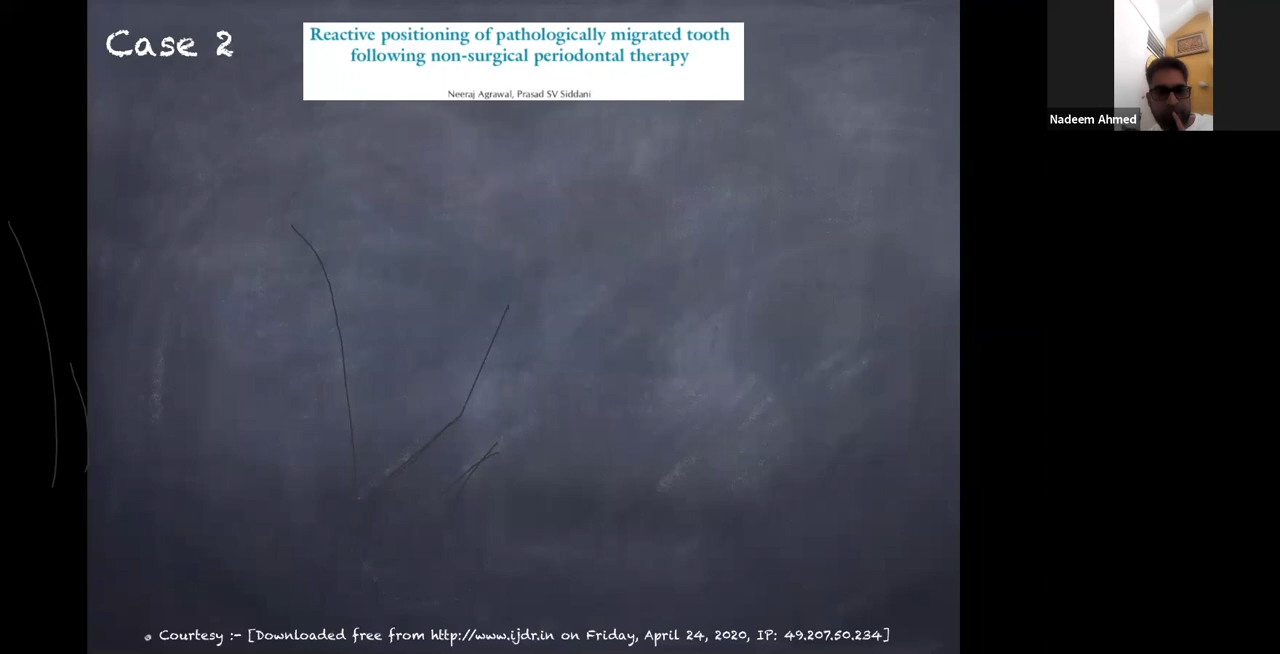 Case 2
Reactive positioning of pathologically migrated tooth
following non-surgical periodontal therapy
Neeraj Agrawal, Prasad SV Siddani
Nadeem Ahmed
Courtesy :- [Downloaded free from http://www.ijdr.in on Friday, April 24, 2020, IP: 49.207.50.234]